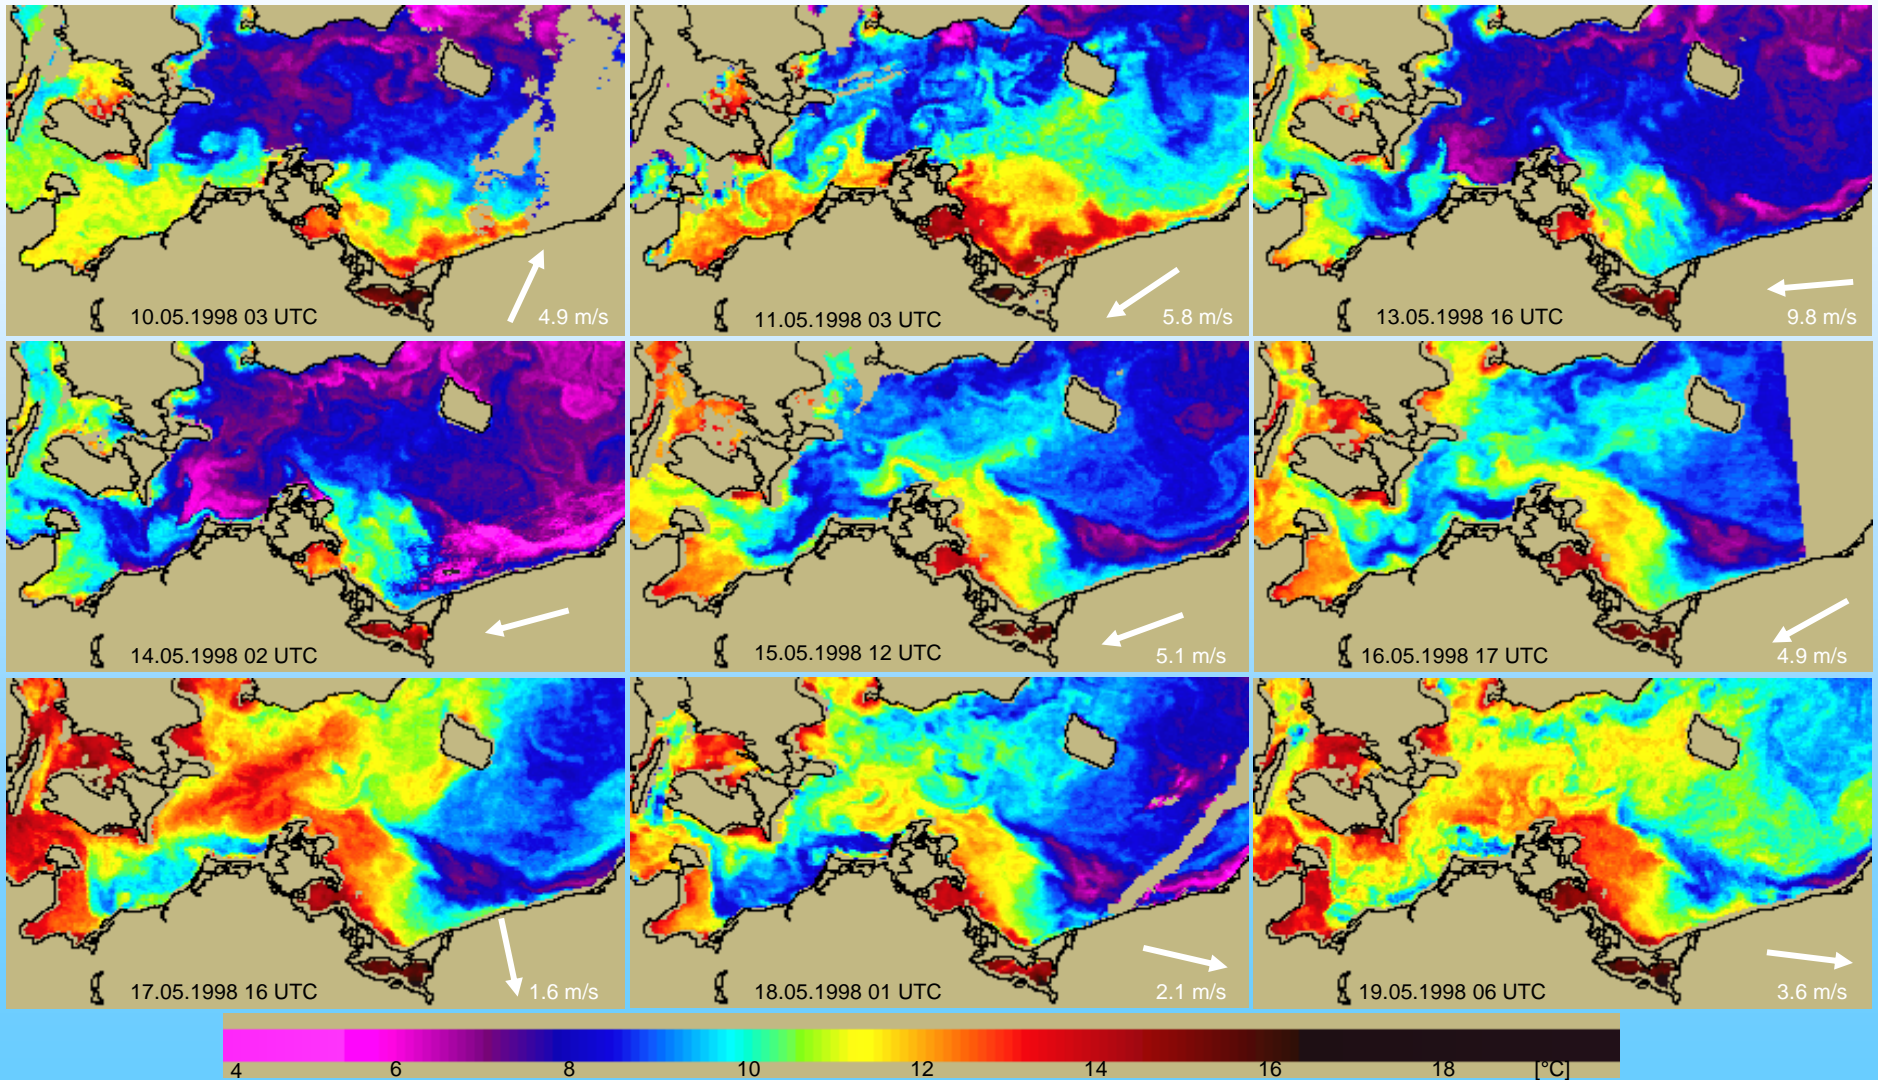 10.05.1998 03 UTC
4.9 m/s
11.05.1998 03 UTC
5.8 m/s
13.05.1998 16 UTC
9.8 m/s
14.05.1998 02 UTC
15.05.1998 12 UTC
5.1 m/s
16.05.1998 17 UTC
4.9 m/s
17.05.1998 16 UTC
1.6 m/s
18.05.1998 01 UTC
2.1 m/s
19.05.1998 06 UTC
3.6 m/s
4 6 8 10 12 14 16 18 [°C]